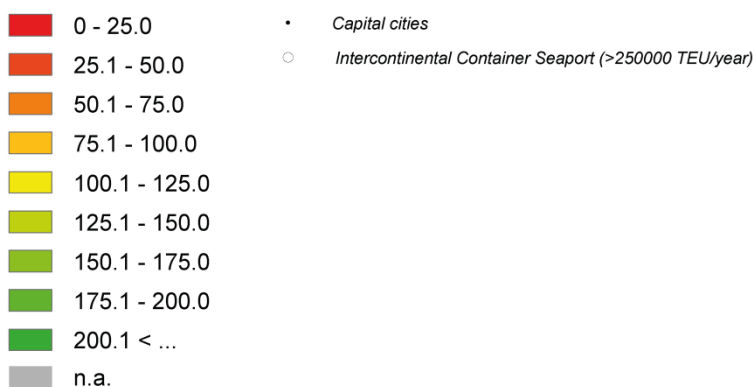 0 - 25.0
25.1 - 50.0
50.1 - 75.0
75.1 - 100.0
100.1 - 125.0
125.1 - 150.0
150.1 - 175.0
175.1 - 200.0
200.1 < ...
n.a.
Capital cities
Intercontinental Container Seaport (>250000 TEU/year)